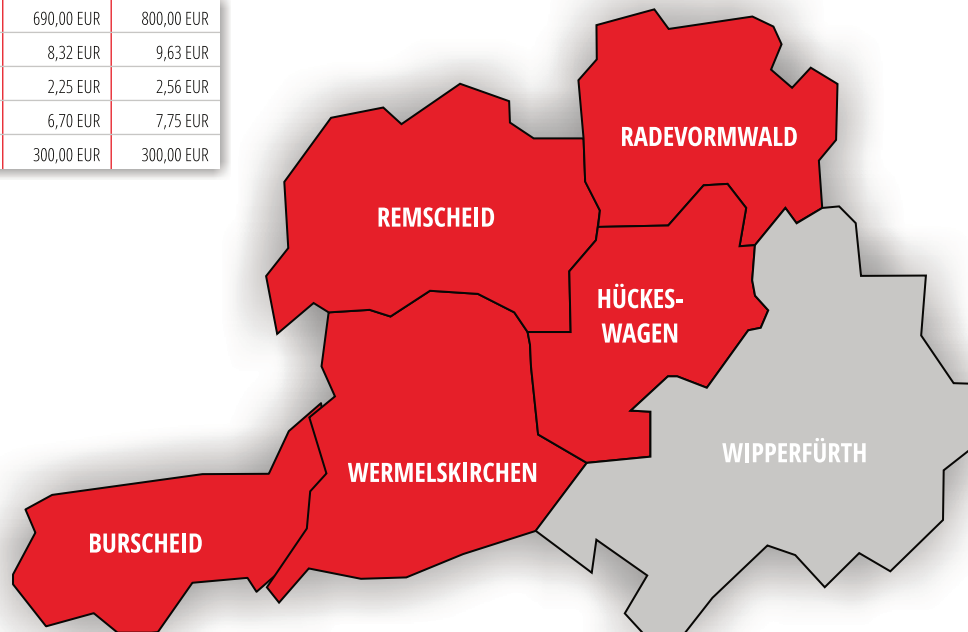 690,00 EUR 800,00 EUR
8,32 EUR 9,63 EUR
2,25 EUR 2,56 EUR
6,70 EUR 7,75 EUR
300,00 EUR 300,00 EUR
RADEVORMWALD
REMSCHEID
HÜCKES-
WAGEN
WIPPERFÜRTH
WERMELSKIRCHEN
BURSCHEID